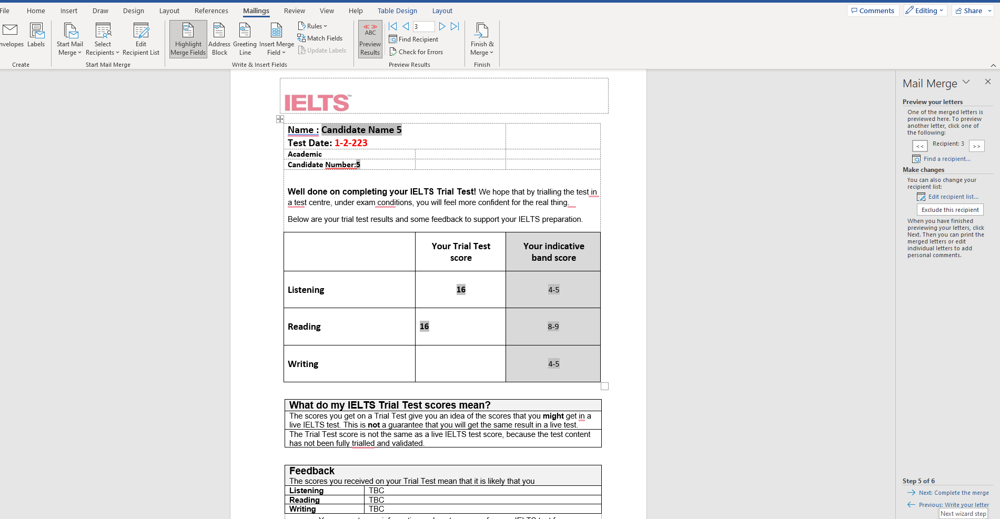 File Home Insert Draw Design Layout References Mailings Review View Help Table Design Layout Comments Editing Share
nvelopes Labels Start Mail Merge Select Recipients Edit Recipient List Highlight Merge Fields Address Block Greeting Line Insert Merge Field Rules Match Fields Update Labels ABC Preview Results 3 Find Recipient Check for Errors Finish & Merge
Create Start Mail Merge Write & Insert Fields Preview Results Finish
IELTS™
Name : Candidate Name 5
Test Date: 1-2-223
Academic
Candidate Number:5
Well done on completing your IELTS Trial Test! We hope that by trialling the test in
a test centre, under exam conditions, you will feel more confident for the real thing.
Below are your trial test results and some feedback to support your IELTS preparation.
Your Trial Test
score
Your indicative
band score
Listening 16 4-5
Reading 16 8-9
Writing 4-5
What do my IELTS Trial Test scores mean?
The scores you get on a Trial Test give you an idea of the scores that you might get in a
live IELTS test. This is not a guarantee that you will get the same result in a live test.
The Trial Test score is not the same as a live IELTS test score, because the test content
has not been fully trialled and validated.
Feedback
The scores you received on your Trial Test mean that it is likely that you
Listening TBC
Reading TBC
Writing TBC
Mail Merge
Preview your letters
One of the merged letters is
previewed here. To preview
another letter, click one of
the following:
<< Recipient: 3 >>
Find a recipient...
Make changes
You can also change your
recipient list:
Edit recipient list...
Exclude this recipient
When you have finished
previewing your letters, click
Next. Then you can print the
merged letters or edit
individual letters to add
personal comments.
Step 5 of 6
Next: Complete the merge
Previous: Write your letter
Next wizard step